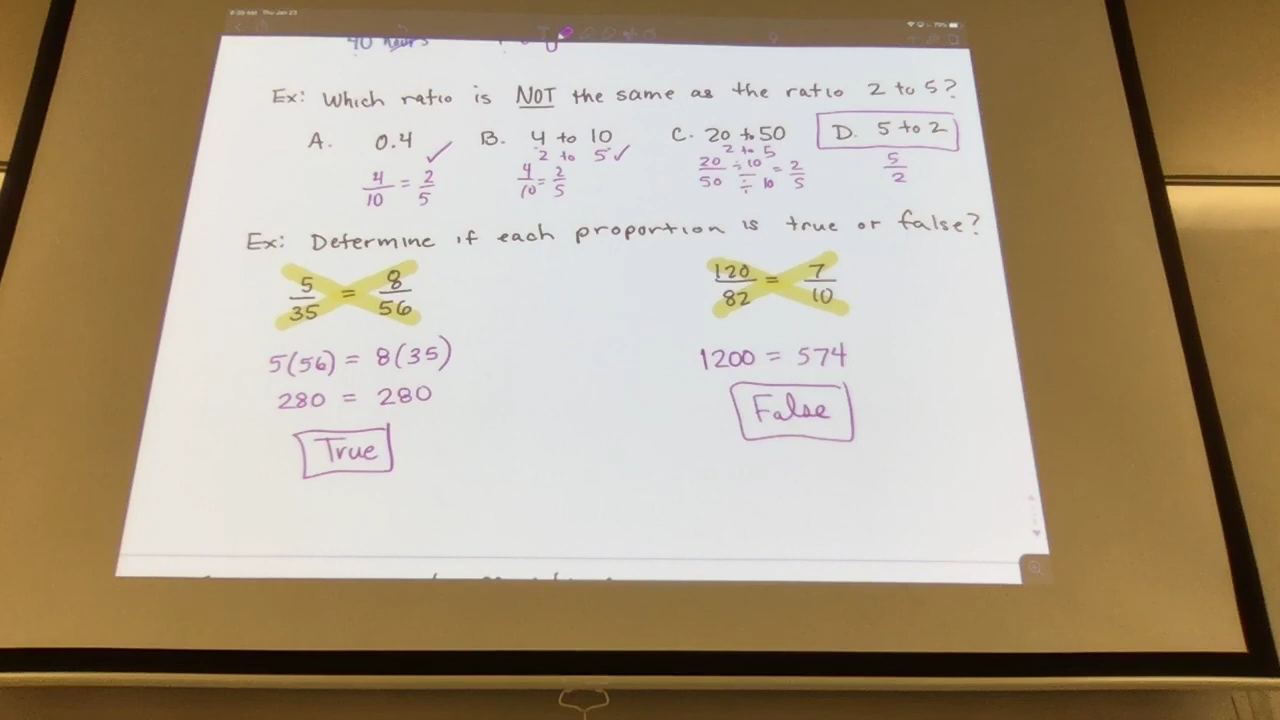 40 hours
Ex: Which ratio is NOT the same as the ratio 2 to 5?
A. 0.4 ✓ B. 4 to 10 C. 20 to 50 D. 5 to 2
2 to 5 ✓ 2 to 5
4/10 = 2/5 4/10 = 2/5 20/50 ÷10/÷10 = 2/5 5/2
Ex: Determine if each proportion is true or false?
5/35 = 8/56 120/82 = 7/10
5(56) = 8(35) 1200 = 574
280 = 280 False
True